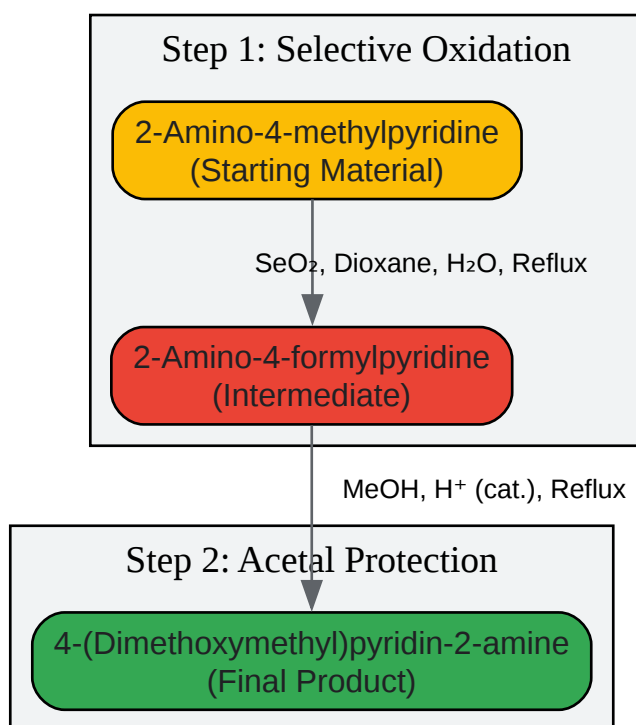 Step 1: Selective Oxidation
2-Amino-4-methylpyridine
(Starting Material)
SeO₂, Dioxane, H₂O, Reflux
2-Amino-4-formylpyridine
(Intermediate)
MeOH, H⁺ (cat.), Reflux
Step 2: Acetal Protection
4-(Dimethoxymethyl)pyridin-2-amine
(Final Product)